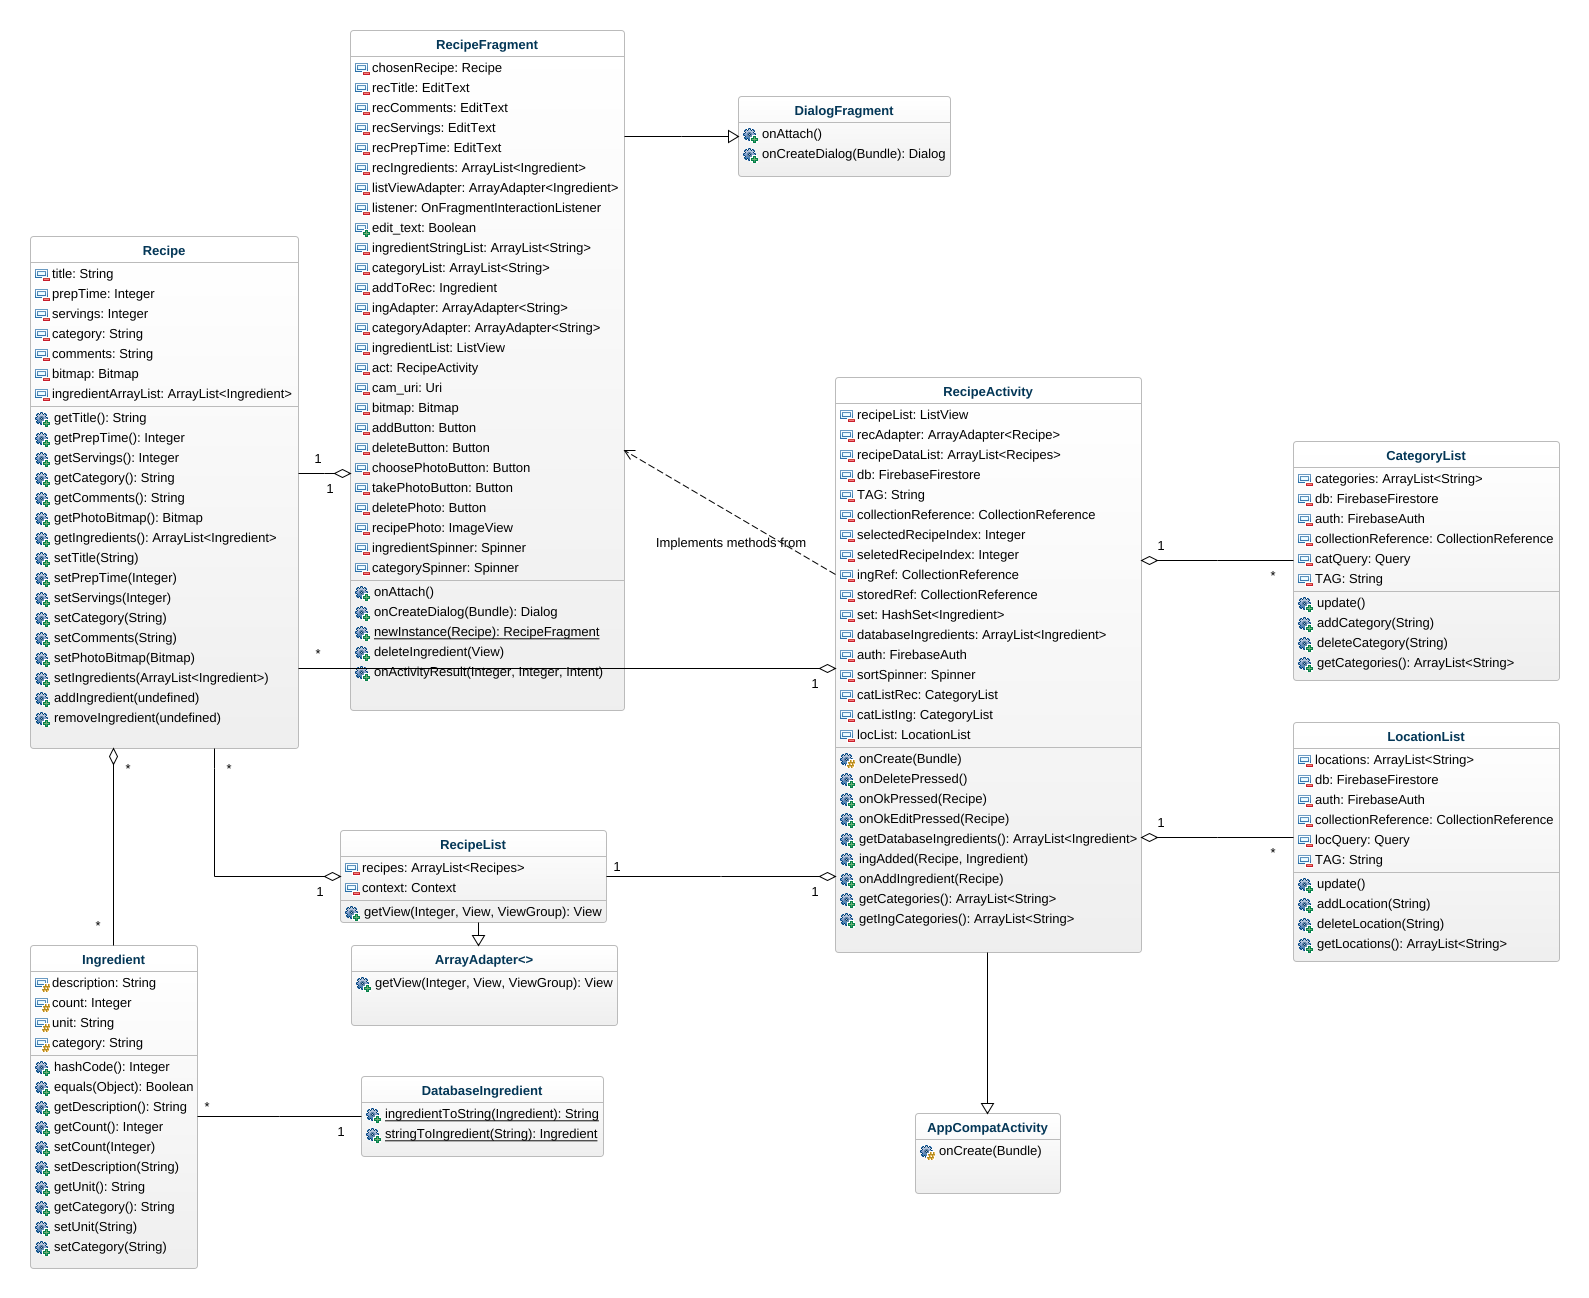 RecipeFragment
chosenRecipe: Recipe
recTitle: EditText
recComments: EditText
recServings: EditText
recPrepTime: EditText
recIngredients: ArrayList<Ingredient>
listViewAdapter: ArrayAdapter<Ingredient>
listener: OnFragmentInteractionListener
edit_text: Boolean
ingredientStringList: ArrayList<String>
categoryList: ArrayList<String>
addToRec: Ingredient
ingAdapter: ArrayAdapter<String>
categoryAdapter: ArrayAdapter<String>
ingredientList: ListView
act: RecipeActivity
cam_uri: Uri
bitmap: Bitmap
addButton: Button
deleteButton: Button
choosePhotoButton: Button
takePhotoButton: Button
deletePhoto: Button
recipePhoto: ImageView
ingredientSpinner: Spinner
categorySpinner: Spinner
onAttach()
onCreateDialog(Bundle): Dialog
newInstance(Recipe): RecipeFragment
deleteIngredient(View)
onActivityResult(Integer, Integer, Intent)
DialogFragment
onAttach()
onCreateDialog(Bundle): Dialog
Recipe
title: String
prepTime: Integer
servings: Integer
category: String
comments: String
bitmap: Bitmap
ingredientArrayList: ArrayList<Ingredient>
getTitle(): String
getPrepTime(): Integer
getServings(): Integer
getCategory(): String
getComments(): String
getPhotoBitmap(): Bitmap
getIngredients(): ArrayList<Ingredient>
setTitle(String)
setPrepTime(Integer)
setServings(Integer)
setCategory(String)
setComments(String)
setPhotoBitmap(Bitmap)
setIngredients(ArrayList<Ingredient>)
addIngredient(undefined)
removeIngredient(undefined)
1
1
Implements methods from
*
1
RecipeActivity
recipeList: ListView
recAdapter: ArrayAdapter<Recipe>
recipeDataList: ArrayList<Recipes>
db: FirebaseFirestore
TAG: String
collectionReference: CollectionReference
selectedRecipeIndex: Integer
seletedRecipeIndex: Integer
ingRef: CollectionReference
storedRef: CollectionReference
set: HashSet<Ingredient>
databaseIngredients: ArrayList<Ingredient>
auth: FirebaseAuth
sortSpinner: Spinner
catListRec: CategoryList
catListIng: CategoryList
locList: LocationList
onCreate(Bundle)
onDeletePressed()
onOkPressed(Recipe)
onOkEditPressed(Recipe)
getDatabaseIngredients(): ArrayList<Ingredient>
ingAdded(Recipe, Ingredient)
onAddIngredient(Recipe)
getCategories(): ArrayList<String>
getIngCategories(): ArrayList<String>
1
*
CategoryList
categories: ArrayList<String>
db: FirebaseFirestore
auth: FirebaseAuth
collectionReference: CollectionReference
catQuery: Query
TAG: String
update()
addCategory(String)
deleteCategory(String)
getCategories(): ArrayList<String>
1
*
LocationList
locations: ArrayList<String>
db: FirebaseFirestore
auth: FirebaseAuth
collectionReference: CollectionReference
locQuery: Query
TAG: String
update()
addLocation(String)
deleteLocation(String)
getLocations(): ArrayList<String>
*
*
*
1
RecipeList
recipes: ArrayList<Recipes>
context: Context
getView(Integer, View, ViewGroup): View
1
1
ArrayAdapter<>
getView(Integer, View, ViewGroup): View
Ingredient
description: String
count: Integer
unit: String
category: String
hashCode(): Integer
equals(Object): Boolean
getDescription(): String
getCount(): Integer
setCount(Integer)
setDescription(String)
getUnit(): String
getCategory(): String
setUnit(String)
setCategory(String)
*
1
DatabaseIngredient
ingredientToString(Ingredient): String
stringToIngredient(String): Ingredient
AppCompatActivity
onCreate(Bundle)